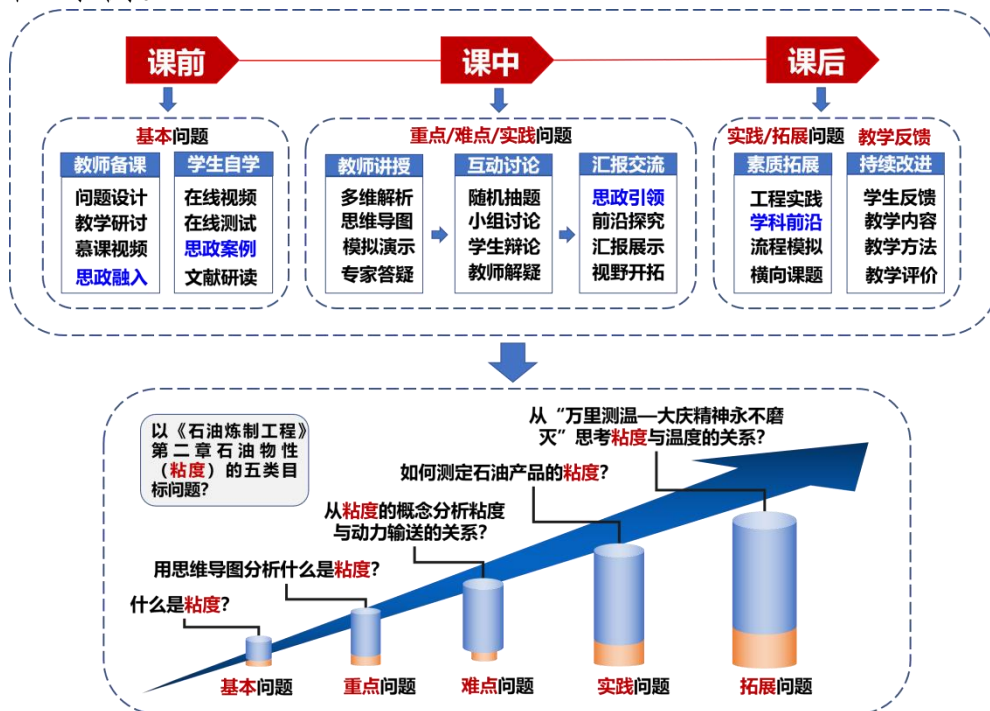 课前
课中
课后
基本问题
教师备课
问题设计
教学研讨
慕课视频
思政融入
学生自学
在线视频
在线测试
思政案例
文献研读
重点/难点/实践问题
教师讲授
多维解析
思维导图
模拟演示
专家答疑
互动讨论
随机抽题
小组讨论
学生辩论
教师解疑
汇报交流
思政引领
前沿探究
汇报展示
视野开拓
实践/拓展问题
教学反馈
素质拓展
工程实践
学科前沿
流程模拟
横向课题
持续改进
学生反馈
教学内容
教学方法
教学评价
以《石油炼制工程》
第二章石油物性
（粘度）的五类目
标问题？
从“万里测温—大庆精神永不磨
灭”思考粘度与温度的关系？
如何测定石油产品的粘度？
从粘度的概念分析粘度
与动力输送的关系？
用思维导图分析什么是粘度？
什么是粘度？
基本问题
重点问题
难点问题
实践问题
拓展问题